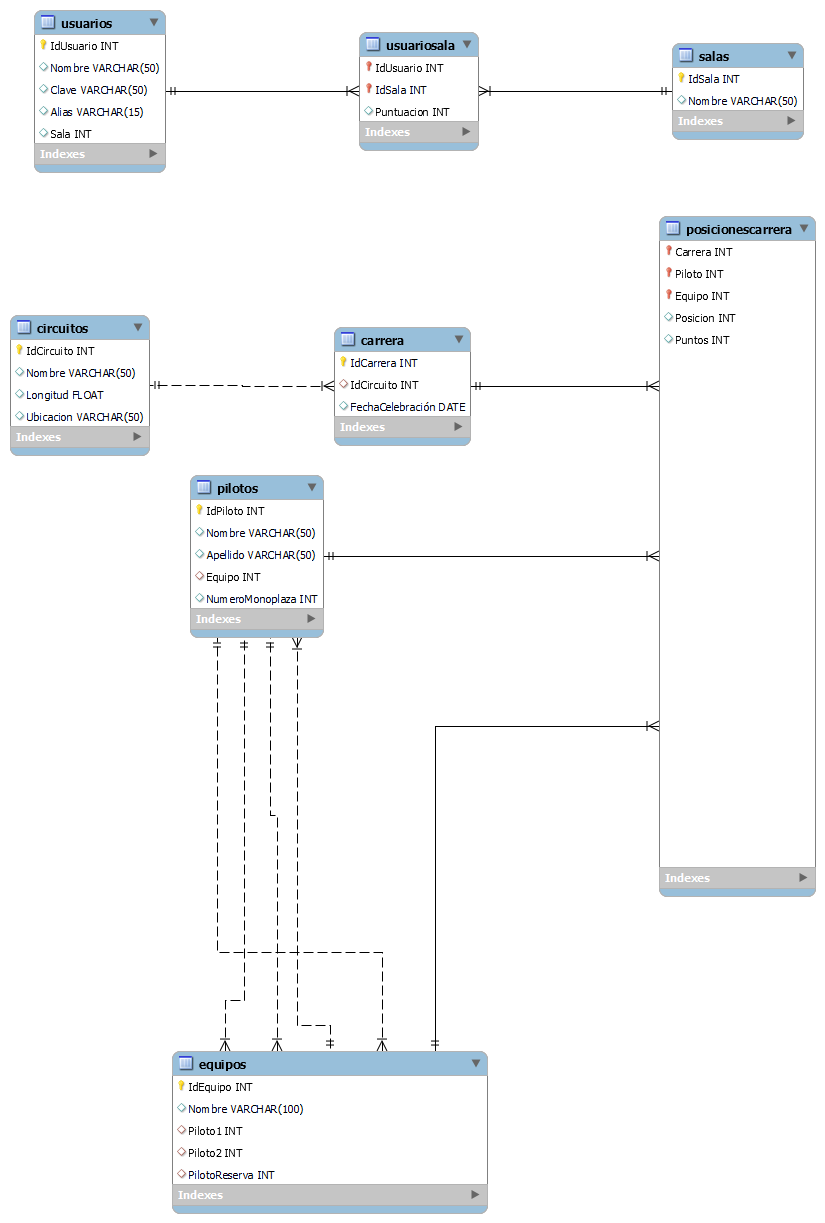 usuarios
IdUsuario INT
Nombre VARCHAR(50)
Clave VARCHAR(50)
Alias VARCHAR(15)
Sala INT
Indexes
usuariosala
IdUsuario INT
IdSala INT
Puntuacion INT
Indexes
salas
IdSala INT
Nombre VARCHAR(50)
Indexes
posicionescarrera
Carrera INT
Piloto INT
Equipo INT
Posicion INT
Puntos INT
Indexes
circuitos
IdCircuito INT
Nombre VARCHAR(50)
Longitud FLOAT
Ubicacion VARCHAR(50)
Indexes
carrera
IdCarrera INT
IdCircuito INT
FechaCelebración DATE
Indexes
pilotos
IdPiloto INT
Nombre VARCHAR(50)
Apellido VARCHAR(50)
Equipo INT
NumeroMonoplaza INT
Indexes
equipos
IdEquipo INT
Nombre VARCHAR(100)
Piloto1 INT
Piloto2 INT
PilotoReserva INT
Indexes